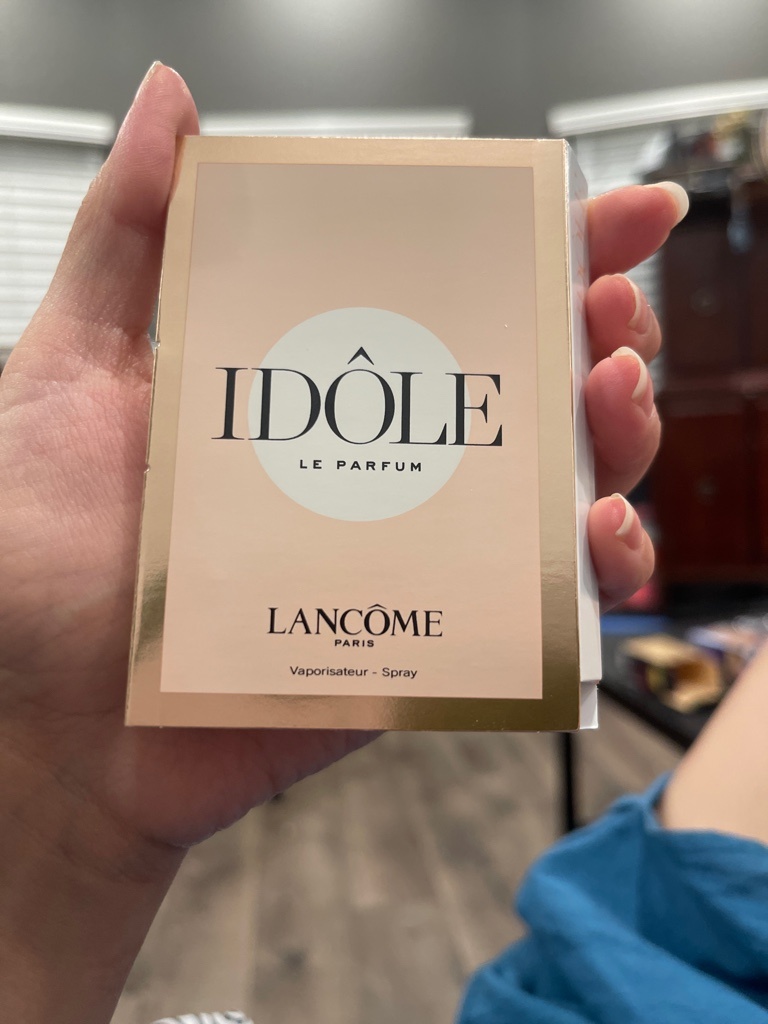 IDÔLE
LE PARFUM
LANCÔME
PARIS
Vaporisateur - Spray